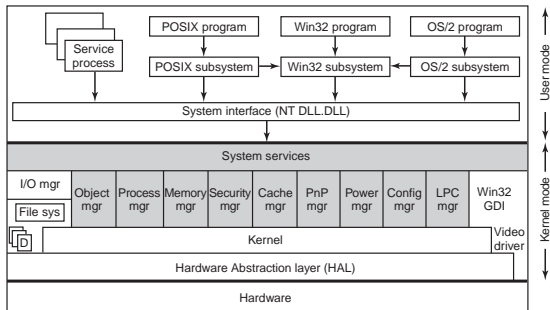 POSIX program
Win32 program
OS/2 program
Service
process
POSIX subsystem
Win32 subsystem
OS/2 subsystem
System interface (NT DLL.DLL)
User mode
System services
I/O mgr
File sys
Object
mgr
Process
mgr
Memory
mgr
Security
mgr
Cache
mgr
PnP
mgr
Power
mgr
Config
mgr
LPC
mgr
Win32
GDI
D
Kernel
Video
driver
Hardware Abstraction layer (HAL)
Kernel mode
Hardware